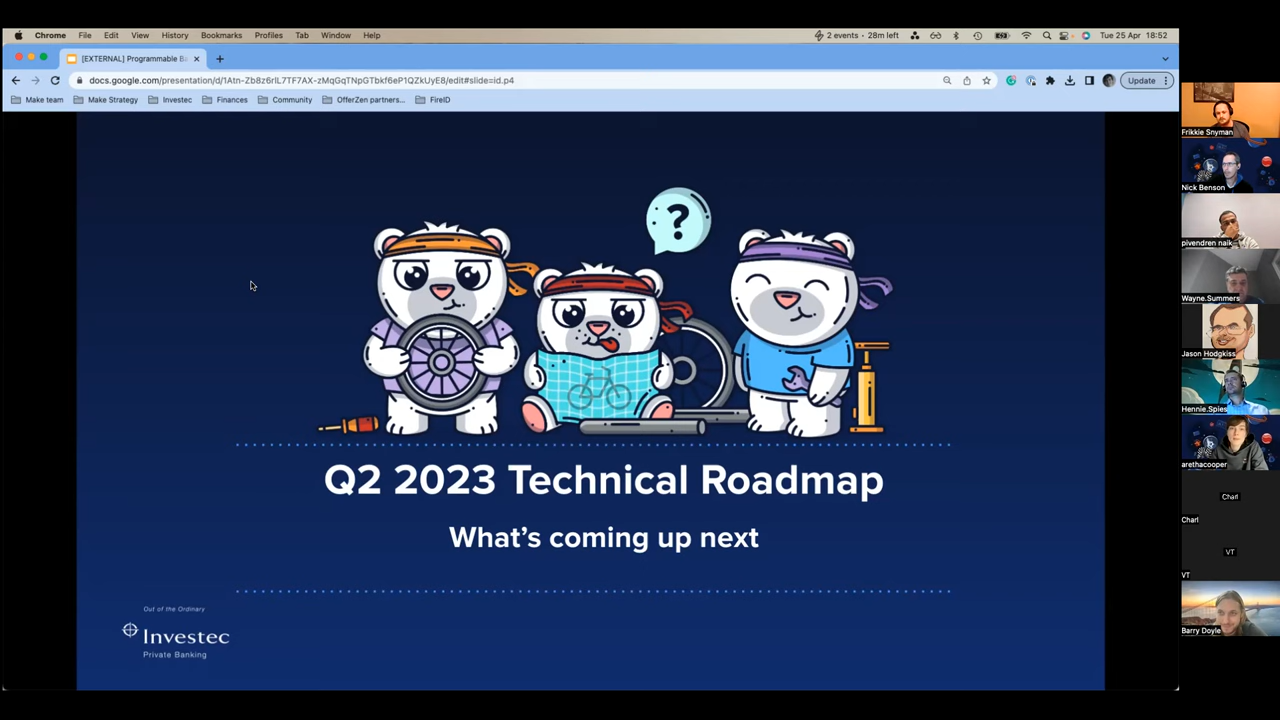 Chrome File Edit View History Bookmarks Profiles Tab Window Help
2 events · 28m left
Tue 25 Apr 18:52
[EXTERNAL] Programmable Ba
docs.google.com/presentation/d/1Atn-Zb8z6rlL7TF7AX-zMqGqTNpGTbkf6eP1QZkUyE8/edit#slide=id.p4
Update
Make team Make Strategy Investec Finances Community OfferZen partners... FireID
?
Q2 2023 Technical Roadmap
What's coming up next
Out of the Ordinary
Investec
Private Banking
Frikkie Snyman
Nick Benson
pivendren naik
Wayne.Summers
Jason Hodgkiss
Hennie.Spies
arethacooper
Charl
Charl
VT
VT
Barry Doyle